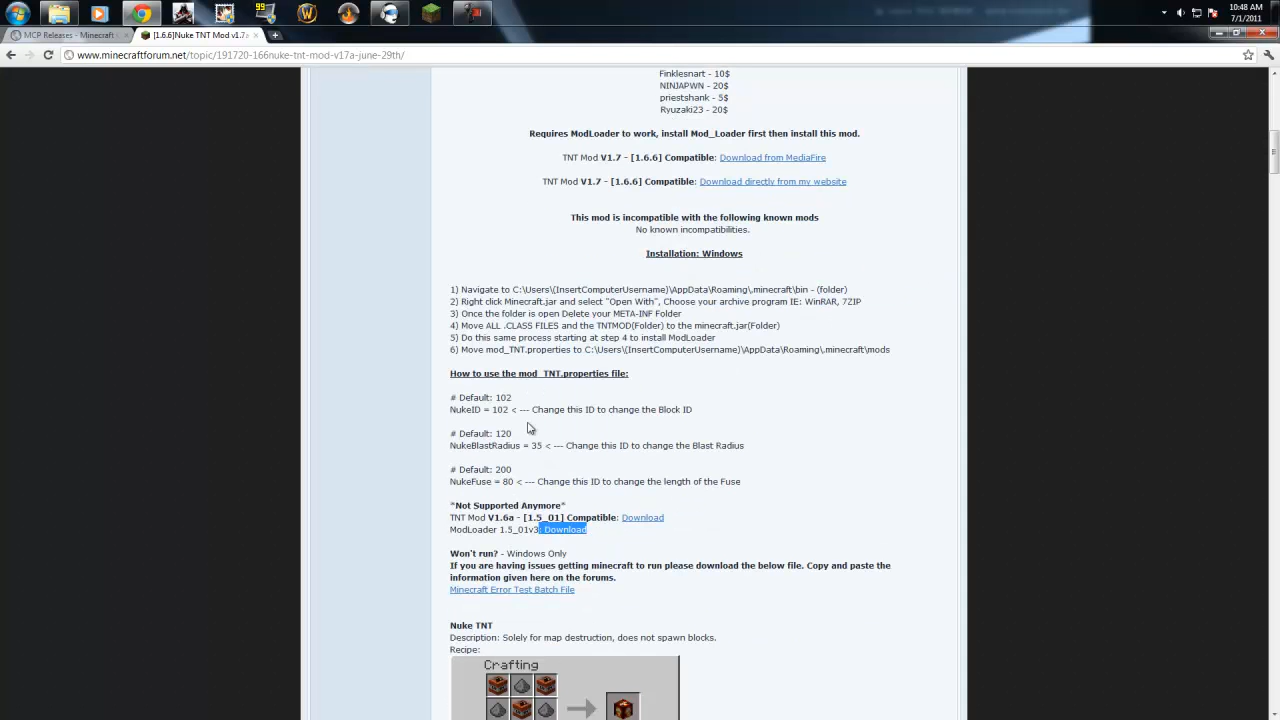 10:48 AM
7/1/2011
99
MCP Releases - Minecraft
[1.6.6]Nuke TNT Mod v1.7a
www.minecraftforum.net/topic/191720-166nuke-tnt-mod-v17a-june-29th/
Finklesnart - 10$
NINJAPWN - 20$
priestshank - 5$
Ryuzaki23 - 20$
Requires ModLoader to work, install Mod_Loader first then install this mod.
TNT Mod V1.7 - [1.6.6] Compatible: Download from MediaFire
TNT Mod V1.7 - [1.6.6] Compatible: Download directly from my website
This mod is incompatible with the following known mods
No known incompatibilities.
Installation: Windows
1) Navigate to C:\Users\(InsertComputerUsername)\AppData\Roaming\.minecraft\bin - (folder)
2) Right click Minecraft.jar and select "Open With", Choose your archive program IE: WinRAR, 7ZIP
3) Once the folder is open Delete your META-INF Folder
4) Move ALL .CLASS FILES and the TNTMOD(Folder) to the minecraft.jar(Folder)
5) Do this same process starting at step 4 to install ModLoader
6) Move mod_TNT.properties to C:\Users\(InsertComputerUsername)\AppData\Roaming\.minecraft\mods
How to use the mod_TNT.properties file:
# Default: 102
NukeID = 102 < --- Change this ID to change the Block ID
# Default: 120
NukeBlastRadius = 35 < --- Change this ID to change the Blast Radius
# Default: 200
NukeFuse = 80 < --- Change this ID to change the length of the Fuse
*Not Supported Anymore*
TNT Mod V1.6a - [1.5_01] Compatible: Download
ModLoader 1.5_01v3: Download
Won't run? - Windows Only
If you are having issues getting minecraft to run please download the below file. Copy and paste the
information given here on the forums.
Minecraft Error Test Batch File
Nuke TNT
Description: Solely for map destruction, does not spawn blocks.
Recipe:
Crafting